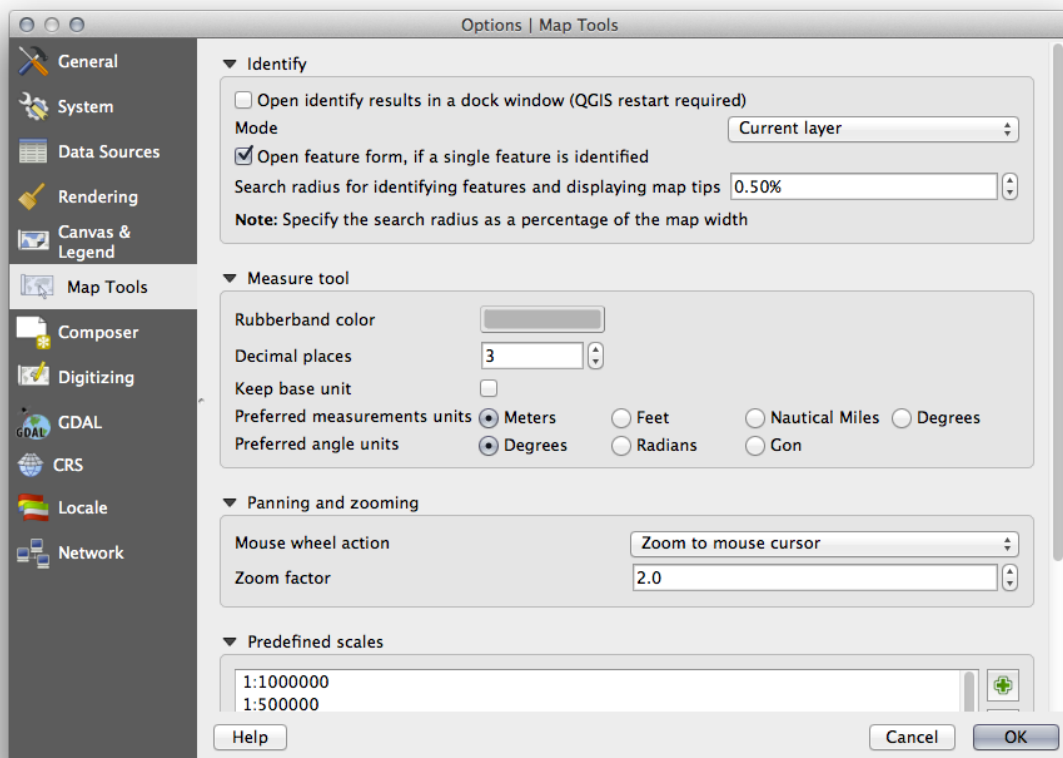 Options | Map Tools
General
System
Data Sources
Rendering
Canvas &
Legend
Map Tools
Composer
Digitizing
GDAL
GDAL
CRS
Locale
Network
Identify
Open identify results in a dock window (QGIS restart required)
Mode Current layer
Open feature form, if a single feature is identified
Search radius for identifying features and displaying map tips 0.50%
Note: Specify the search radius as a percentage of the map width
Measure tool
Rubberband color
Decimal places 3
Keep base unit
Preferred measurements units Meters Feet Nautical Miles Degrees
Preferred angle units Degrees Radians Gon
Panning and zooming
Mouse wheel action Zoom to mouse cursor
Zoom factor 2.0
Predefined scales
1:1000000
1:500000
Help Cancel OK